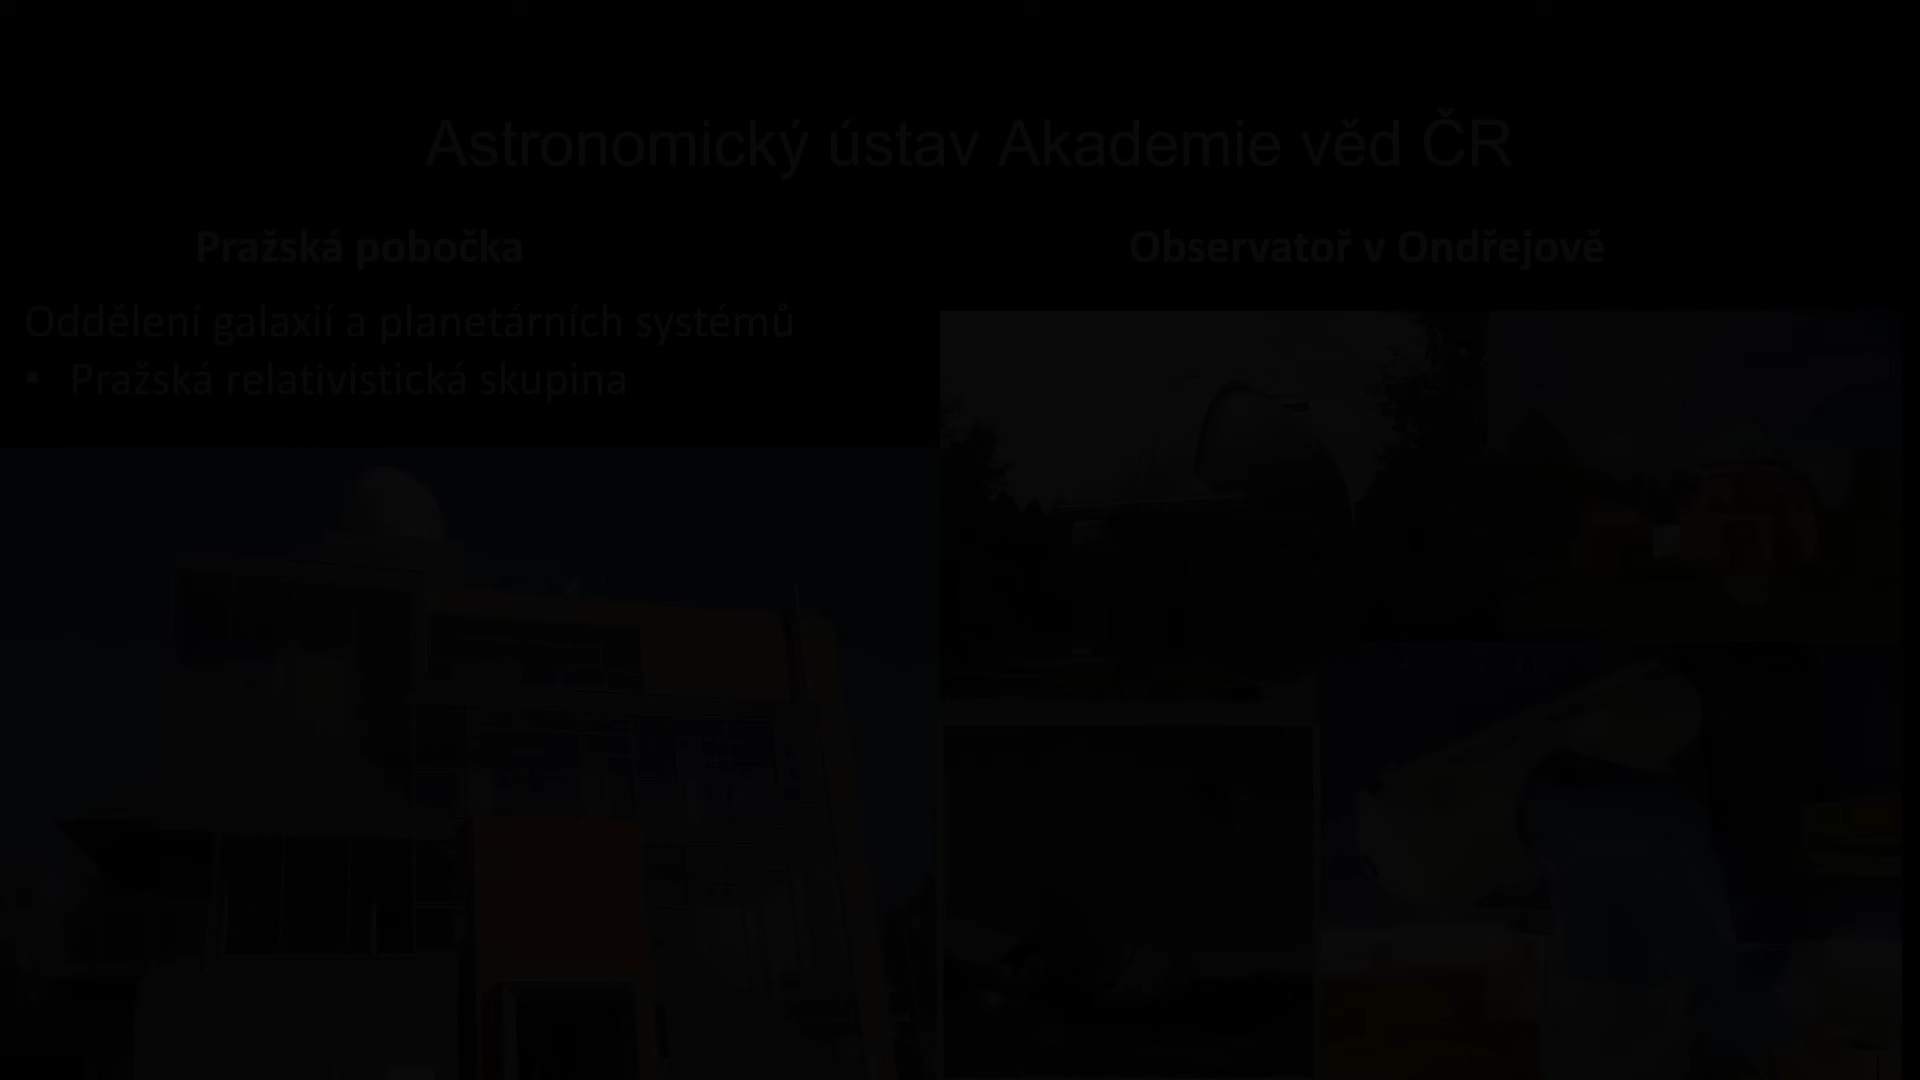 Astronomický ústav Akademie věd ČR
Pražská pobočka
Oddělení galaxií a planetárních systémů
• Pražská relativistická skupina
Observatoř v Ondřejově